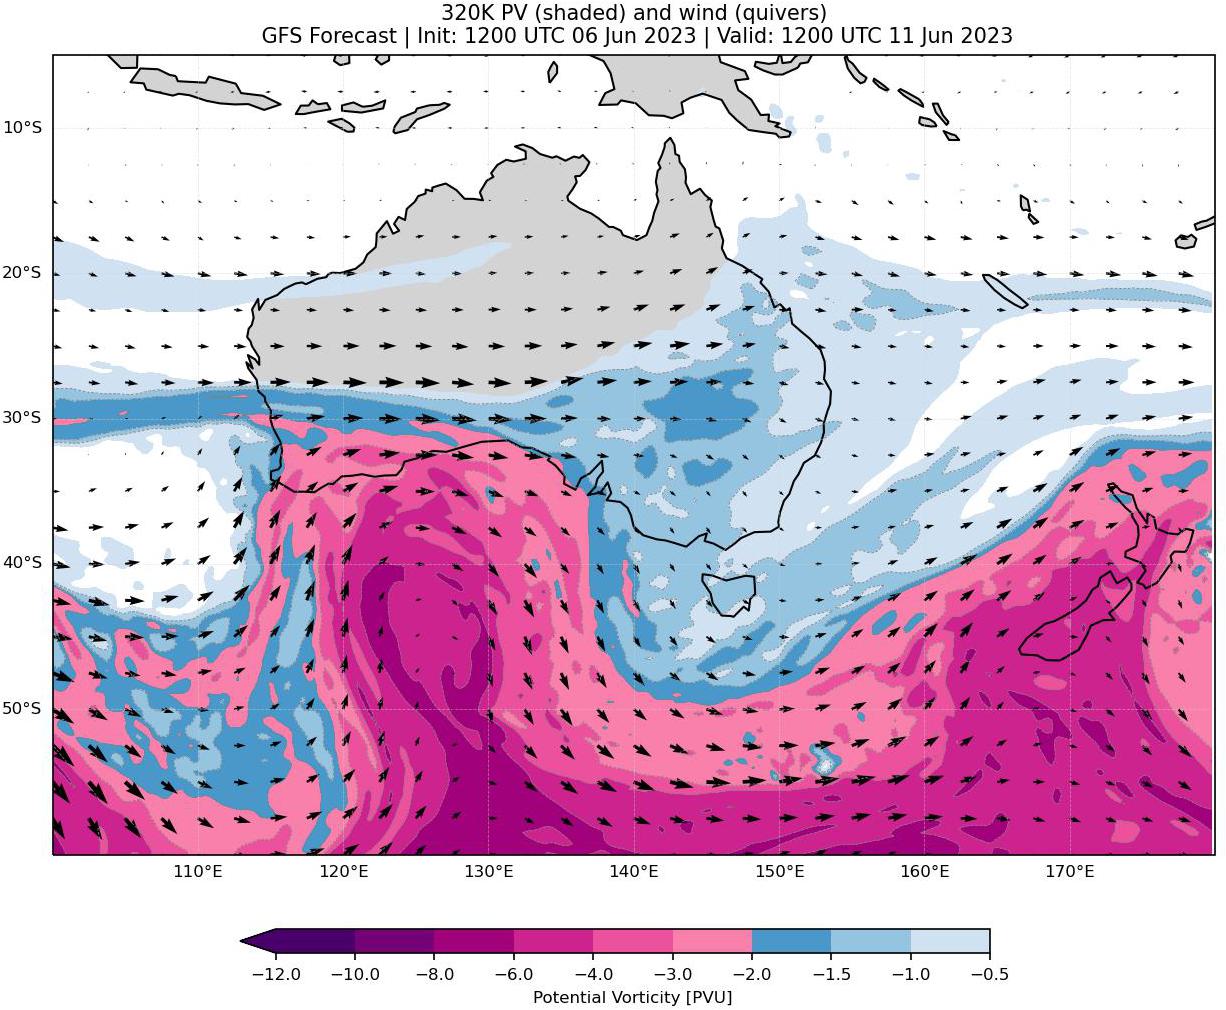 320K PV (shaded) and wind (quivers)
GFS Forecast | Init: 1200 UTC 06 Jun 2023 | Valid: 1200 UTC 11 Jun 2023
10°S
20°S
30°S
40°S
50°S
110°E 120°E 130°E 140°E 150°E 160°E 170°E
−12.0 −10.0 −8.0 −6.0 −4.0 −3.0 −2.0 −1.5 −1.0 −0.5
Potential Vorticity [PVU]